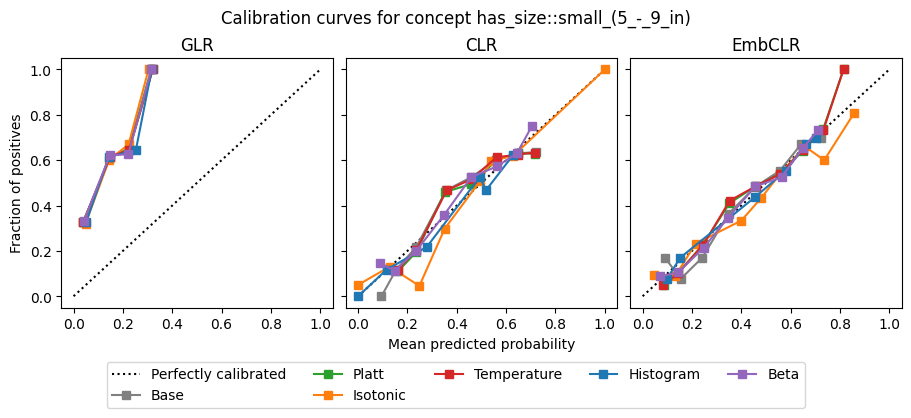 Calibration curves for concept has_size::small_(5_-_9_in)
GLR
CLR
EmbCLR
Fraction of positives
1.0
0.8
0.6
0.4
0.2
0.0
0.0 0.2 0.4 0.6 0.8 1.0
0.0 0.2 0.4 0.6 0.8 1.0
0.0 0.2 0.4 0.6 0.8 1.0
Mean predicted probability
Perfectly calibrated
Base
Platt
Isotonic
Temperature
Histogram
Beta